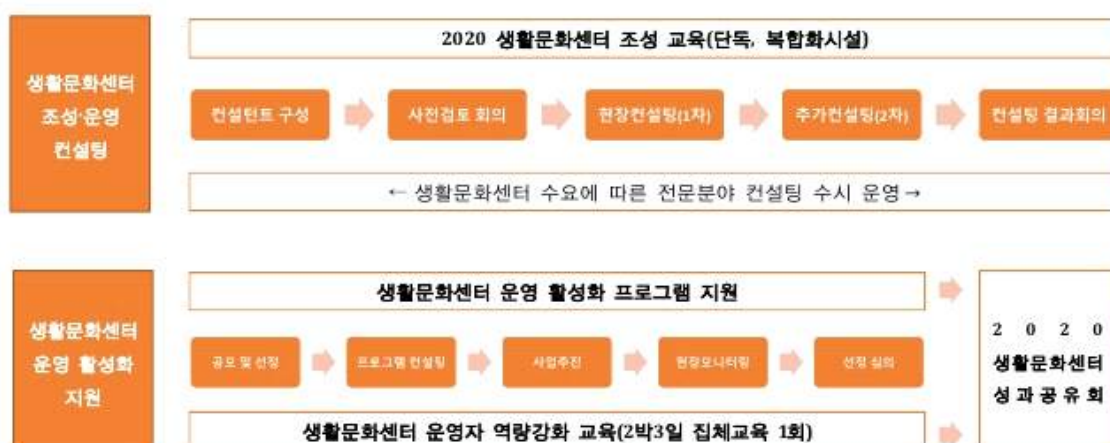 생활문화센터
조성·운영
컨설팅
2020 생활문화센터 조성 교육(단독, 복합화시설)
컨설턴트 구성
사전검토 회의
현장컨설팅(1차)
추가컨설팅(2차)
컨설팅 결과회의
← 생활문화센터 수요에 따른 전문분야 컨설팅 수시 운영 →
생활문화센터
운영 활성화
지원
생활문화센터 운영 활성화 프로그램 지원
공모 및 선정
프로그램 컨설팅
사업추진
현장모니터링
선정 심의
생활문화센터 운영자 역량강화 교육(2박3일 집체교육 1회)
2 0 2 0
생활문화센터
성 과 공 유 회